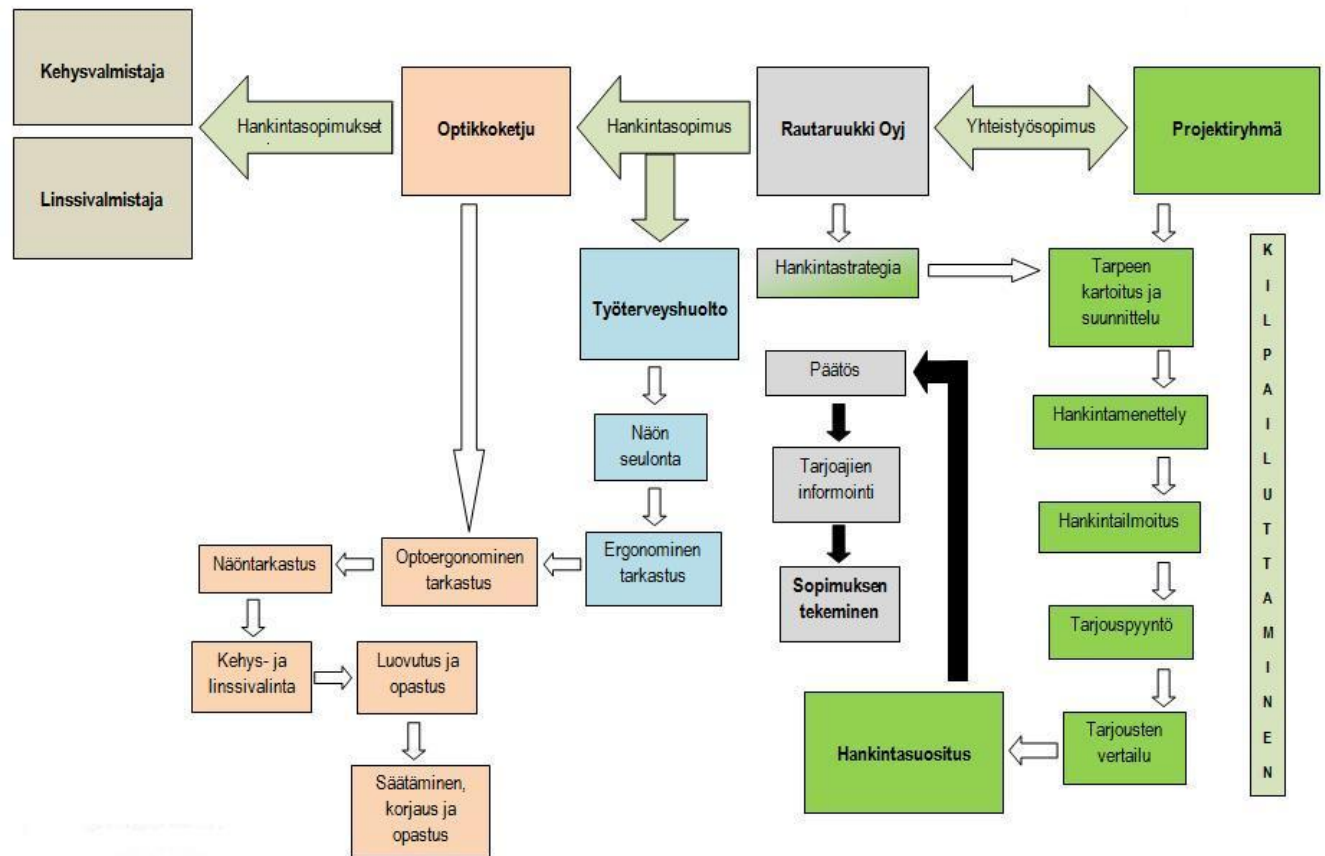 Kehysvalmistaja
Linssivalmistaja
Hankintasopimukset
Optikkoketju
Hankintasopimus
Rautaruukki Oyj
Yhteistyösopimus
Projektiryhmä
Työterveyshuolto
Hankintastrategia
Tarpeen
kartoitus ja
suunnittelu
Päätös
Hankintamenettely
Näön
seulonta
Tarjoajien
informointi
Hankintailmoitus
Näöntarkastus
Optoergonominen
tarkastus
Ergonominen
tarkastus
Sopimuksen
tekeminen
Tarjouspyyntö
Kehys- ja
linssivalinta
Luovutus ja
opastus
Hankintasuositus
Tarjousten
vertailu
Säätäminen,
korjaus ja
opastus
K
I
L
P
A
I
L
U
T
T
A
M
I
N
E
N